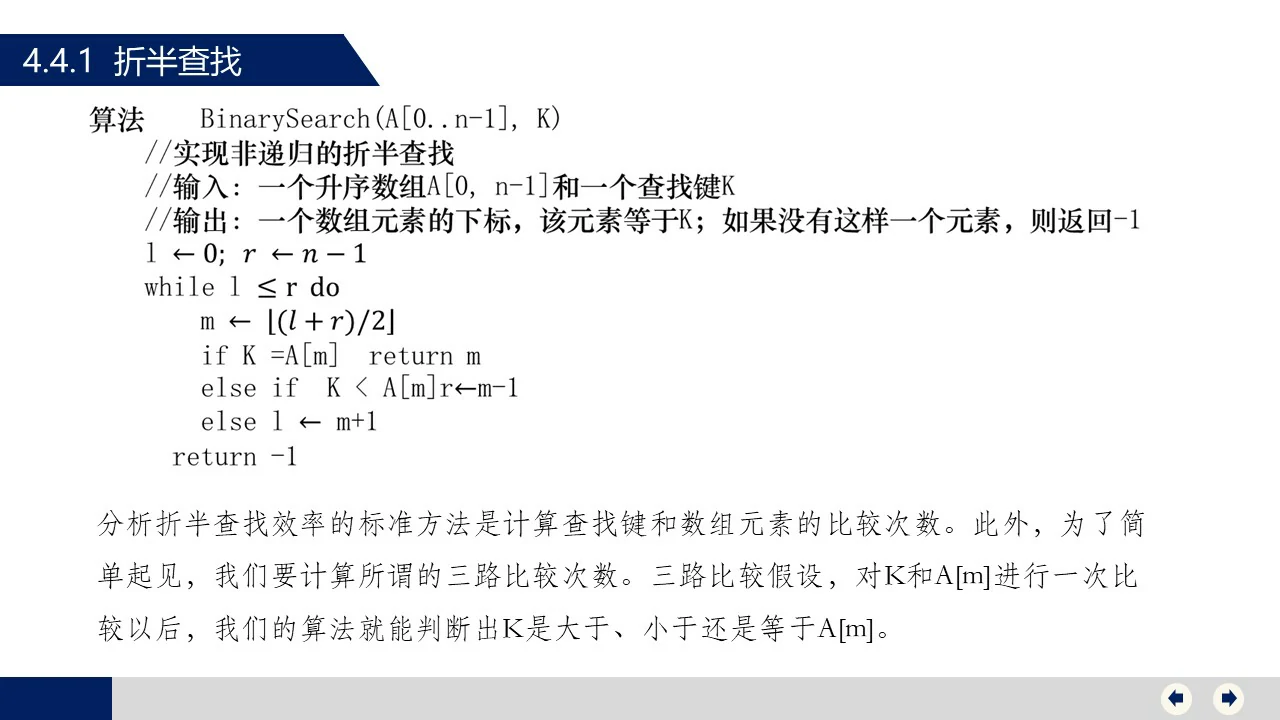 4.4.1 折半查找
算法 BinarySearch(A[0..n-1], K)
//实现非递归的折半查找
//输入：一个升序数组A[0, n-1]和一个查找键K
//输出：一个数组元素的下标，该元素等于K；如果没有这样一个元素，则返回-1
l ←0; r ←n−1
while l ≤r do
m ← ⌊(l+r)/2⌋
if K =A[m] return m
else if K < A[m]r←m-1
else l ← m+1
return -1
分析折半查找效率的标准方法是计算查找键和数组元素的比较次数。此外，为了简
单起见，我们要计算所谓的三路比较次数。三路比较假设，对K和A[m]进行一次比
较以后，我们的算法就能判断出K是大于、小于还是等于A[m]。